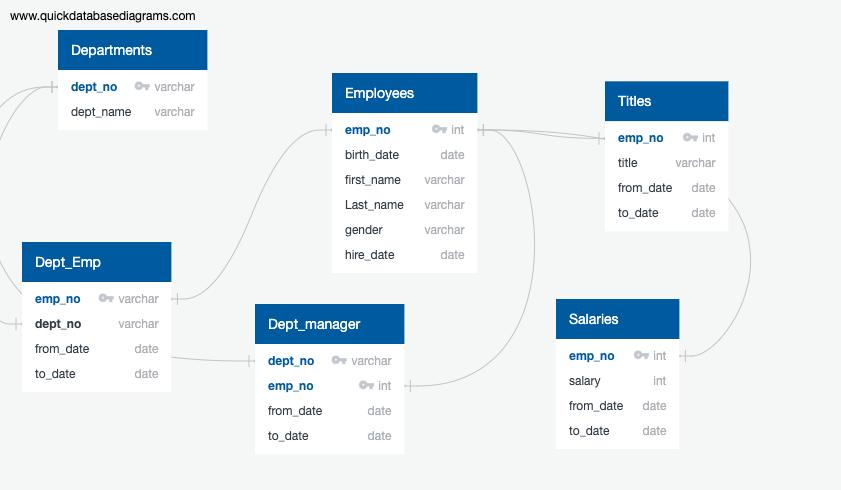 www.quickdatabasediagrams.com
Departments
dept_no varchar
dept_name varchar
Employees
emp_no int
birth_date date
first_name varchar
Last_name varchar
gender varchar
hire_date date
Titles
emp_no int
title varchar
from_date date
to_date date
Dept_Emp
emp_no varchar
dept_no varchar
from_date date
to_date date
Dept_manager
dept_no varchar
emp_no int
from_date date
to_date date
Salaries
emp_no int
salary int
from_date date
to_date date